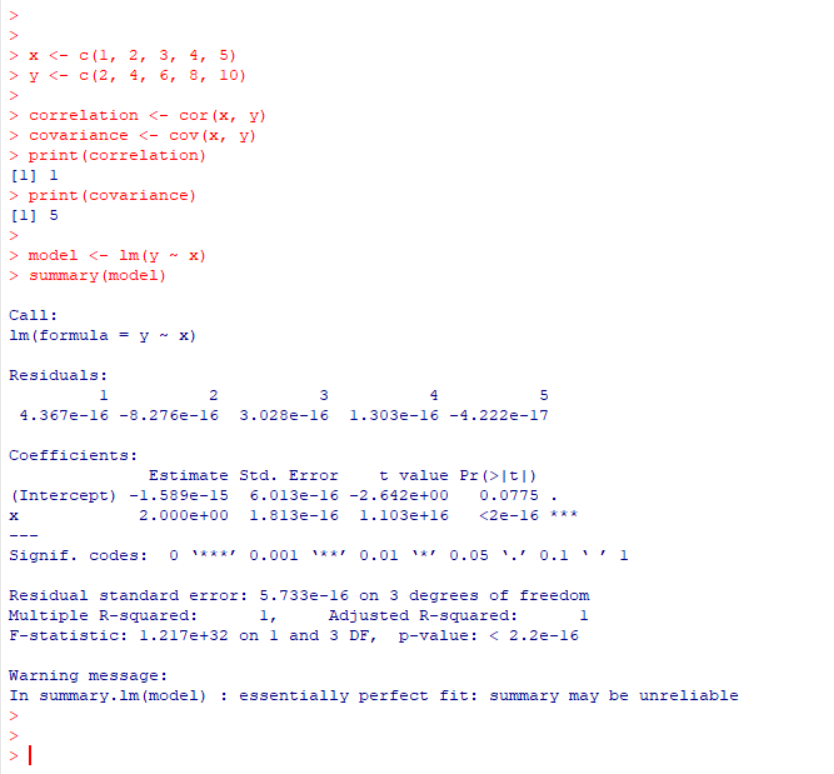 >
>
> x <- c(1, 2, 3, 4, 5)
> y <- c(2, 4, 6, 8, 10)
>
> correlation <- cor(x, y)
> covariance <- cov(x, y)
> print(correlation)
[1] 1
> print(covariance)
[1] 5
>
> model <- lm(y ~ x)
> summary(model)
Call:
lm(formula = y ~ x)
Residuals:
         1          2          3          4          5
 4.367e-16 -8.276e-16  3.028e-16  1.303e-16 -4.222e-17
Coefficients:
              Estimate Std. Error    t value Pr(>|t|)
(Intercept) -1.589e-15  6.013e-16 -2.642e+00   0.0775 .
x            2.000e+00  1.813e-16  1.103e+16   <2e-16 ***
---
Signif. codes:  0 ‘***’ 0.001 ‘**’ 0.01 ‘*’ 0.05 ‘.’ 0.1 ‘ ’ 1
Residual standard error: 5.733e-16 on 3 degrees of freedom
Multiple R-squared:      1,     Adjusted R-squared:      1
F-statistic: 1.217e+32 on 1 and 3 DF,  p-value: < 2.2e-16
Warning message:
In summary.lm(model) : essentially perfect fit: summary may be unreliable
>
>
>